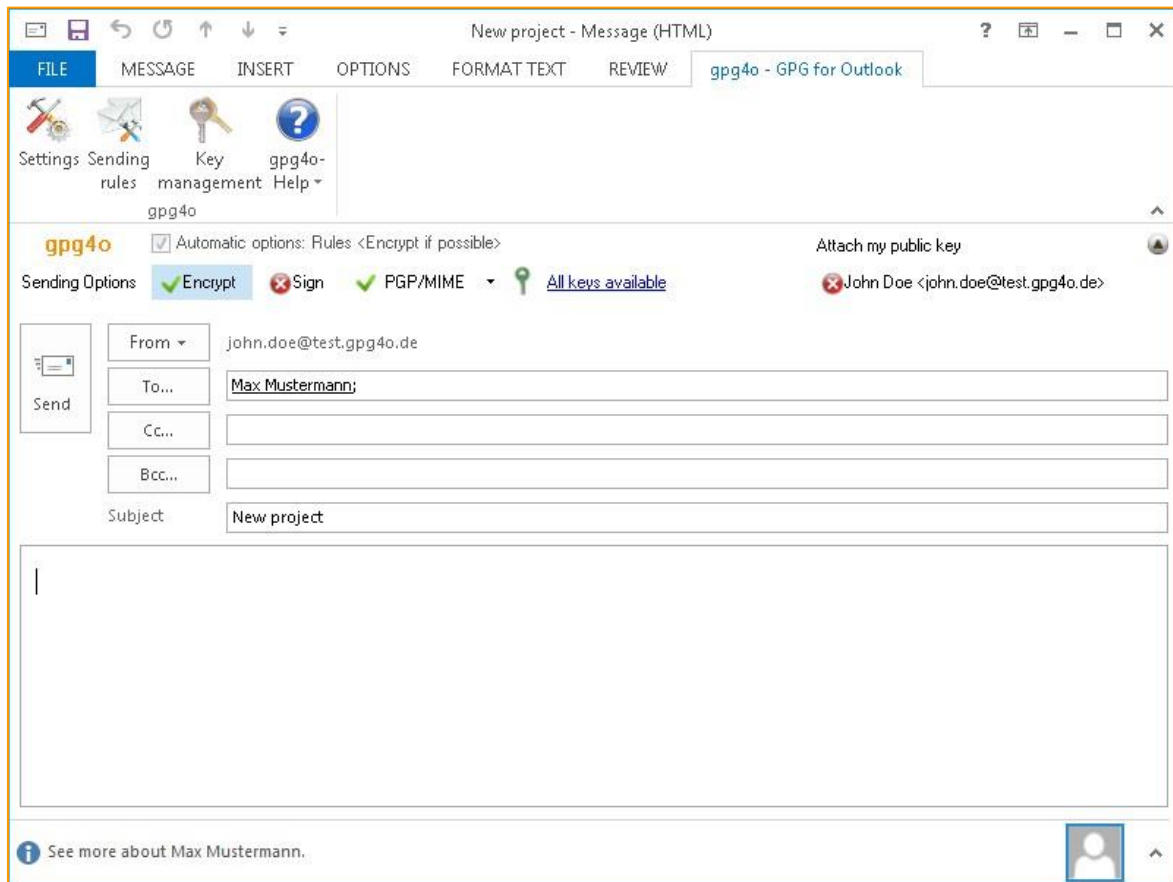 New project - Message (HTML)
?
FILE MESSAGE INSERT OPTIONS FORMAT TEXT REVIEW gpg4o - GPG for Outlook
Settings Sending Key gpg4o-
rules management Help
gpg4o
gpg4o Automatic options: Rules <Encrypt if possible> Attach my public key
Sending Options Encrypt Sign PGP/MIME All keys available John Doe <john.doe@test.gpg4o.de>
From john.doe@test.gpg4o.de
To... Max Mustermann;
Send
Cc...
Bcc...
Subject New project
See more about Max Mustermann.